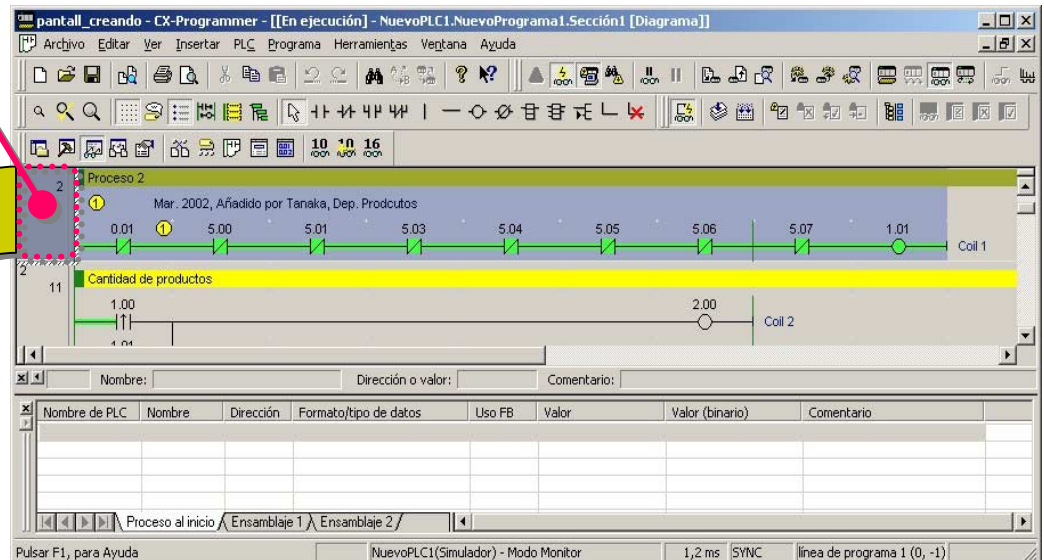 pantall_creando - CX-Programmer - [[En ejecución] - NuevoPLC1.NuevoPrograma1.Sección1 [Diagrama]]
Archivo Editar Ver Insertar PLC Programa Herramientas Ventana Ayuda
10 10 16
2 Proceso 2
1 Mar. 2002, Añadido por Tanaka, Dep. Prodcutos
0.01 1 5.00 5.01 5.03 5.04 5.05 5.06 5.07 1.01
Coil 1
2
11 Cantidad de productos
1.00 2.00
Coil 2
1.01
Nombre: Dirección o valor: Comentario:
Nombre de PLC Nombre Dirección Formato/tipo de datos Uso FB Valor Valor (binario) Comentario
Proceso al inicio Ensamblaje 1 Ensamblaje 2
Pulsar F1, para Ayuda NuevoPLC1(Simulador) - Modo Monitor 1,2 ms SYNC línea de programa 1 (0, -1)